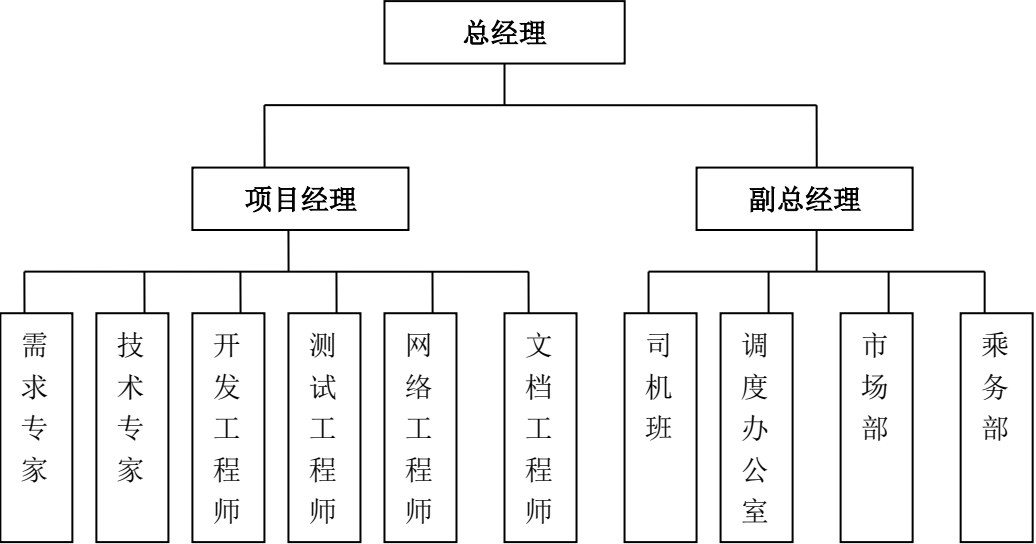 总经理
项目经理
副总经理
需求专家
技术专家
开发工程师
测试工程师
网络工程师
文档工程师
司机班
调度办公室
市场部
乘务部